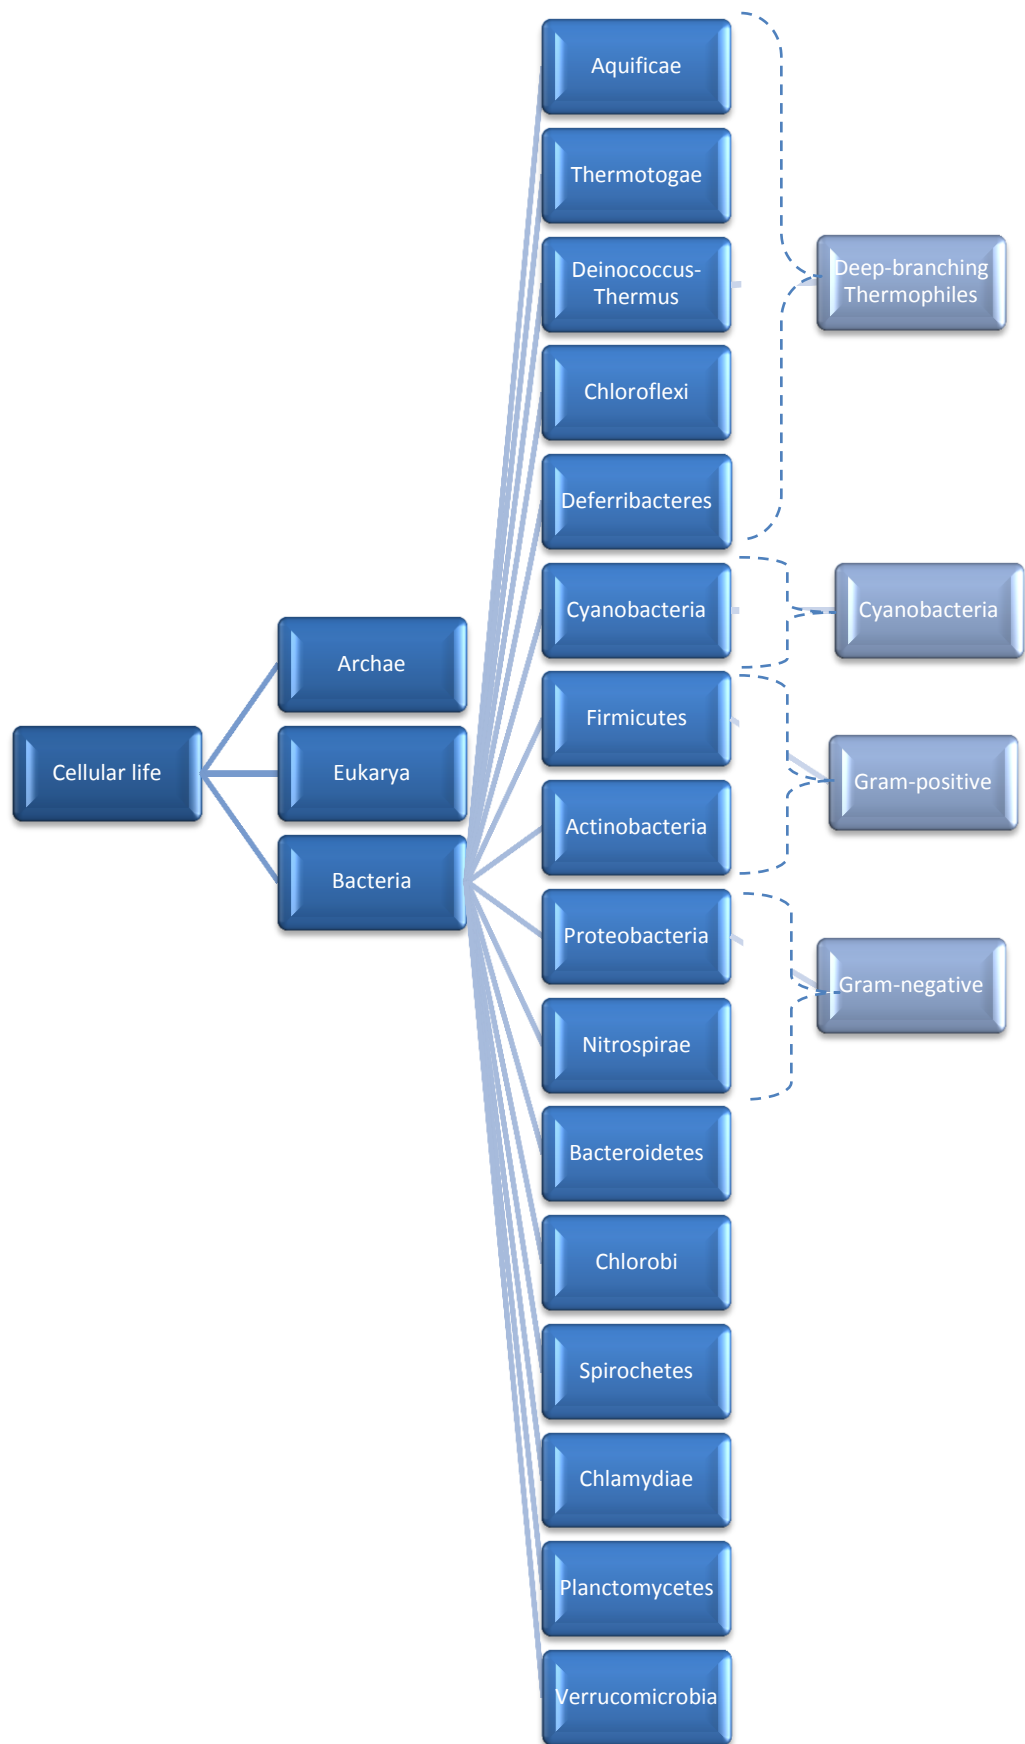 Cellular life
Archae
Eukarya
Bacteria
Aquificae
Thermotogae
Deinococcus-
Thermus
Chloroflexi
Deferribacteres
Cyanobacteria
Firmicutes
Actinobacteria
Proteobacteria
Nitrospirae
Bacteroidetes
Chlorobi
Spirochetes
Chlamydiae
Planctomycetes
Verrucomicrobia
Deep-branching
Thermophiles
Cyanobacteria
Gram-positive
Gram-negative